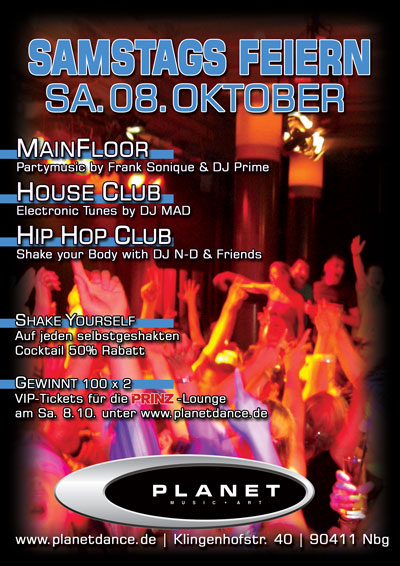 SAMSTAGS FEIERN
SA. 08. OKTOBER
MAINFLOOR
Partymusic by Frank Sonique & DJ Prime
HOUSE CLUB
Electronic Tunes by DJ MAD
HIP HOP CLUB
Shake your Body with DJ N-D & Friends
SHAKE YOURSELF
Auf jeden selbstgeshakten
Cocktail 50% Rabatt
GEWINNT 100 x 2
VIP-Tickets für die PRINZ -Lounge
am Sa. 8.10. unter www.planetdance.de
PLANET
MUSIC • ART
www.planetdance.de | Klingenhofstr. 40 | 90411 Nbg